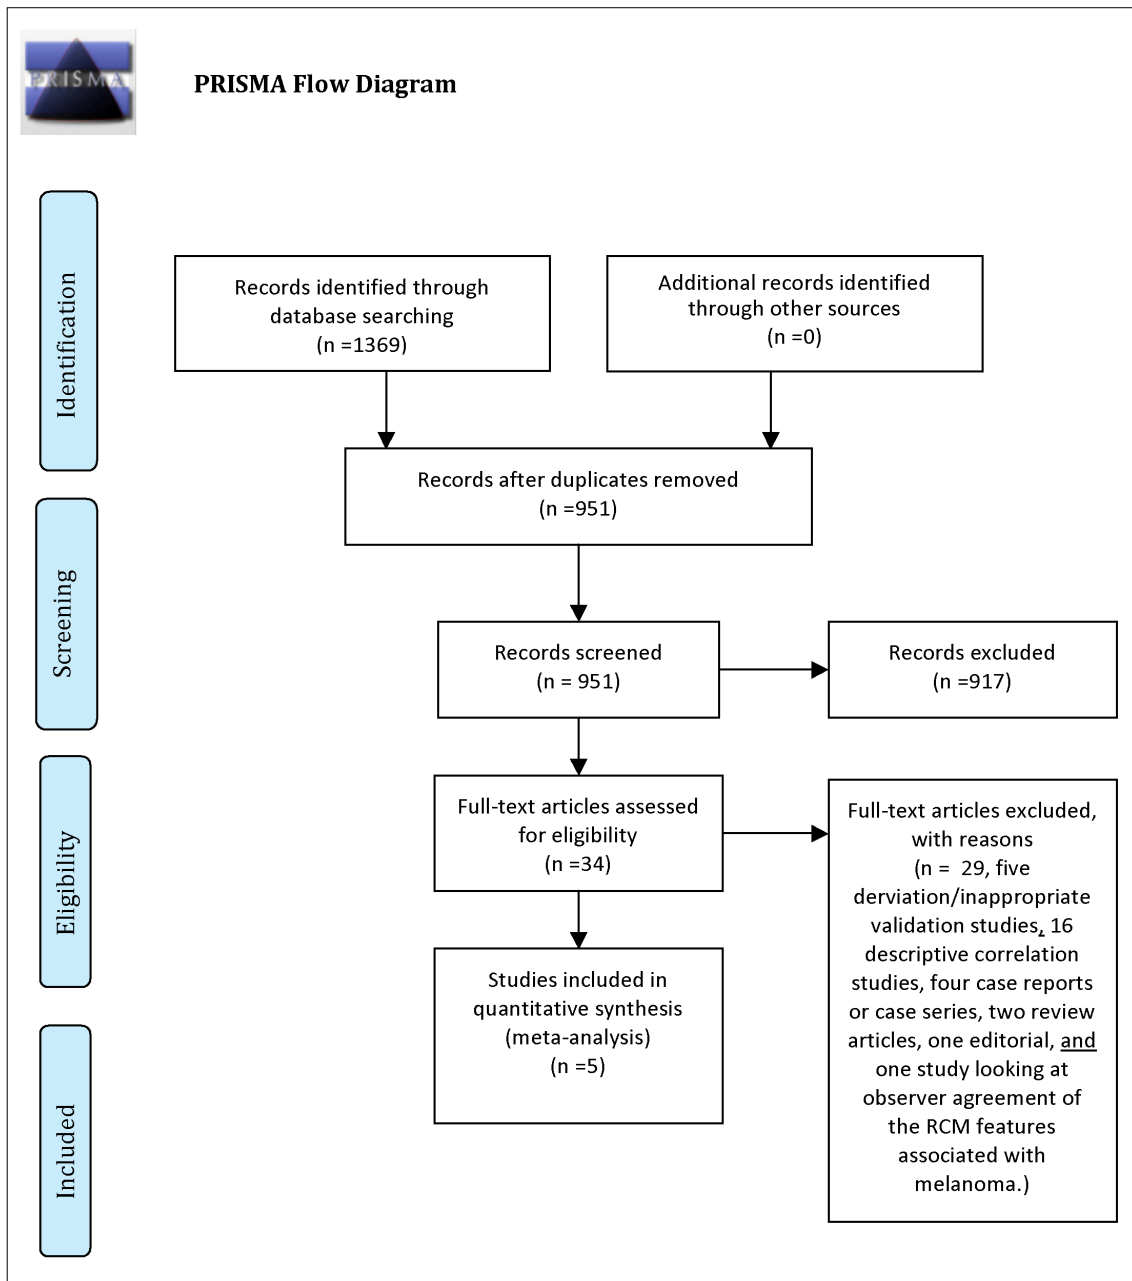 PRISMA
PRISMA Flow Diagram
Identification
Records identified through
database searching
(n =1369)
Additional records identified
through other sources
(n =0)
Records after duplicates removed
(n =951)
Screening
Records screened
(n = 951)
Records excluded
(n =917)
Eligibility
Full-text articles assessed
for eligibility
(n =34)
Full-text articles excluded,
with reasons
(n =  29, five
derviation/inappropriate
validation studies, 16
descriptive correlation
studies, four case reports
or case series, two review
articles, one editorial, and
one study looking at
observer agreement of
the RCM features
associated with
melanoma.)
Included
Studies included in
quantitative synthesis
(meta-analysis)
(n =5)